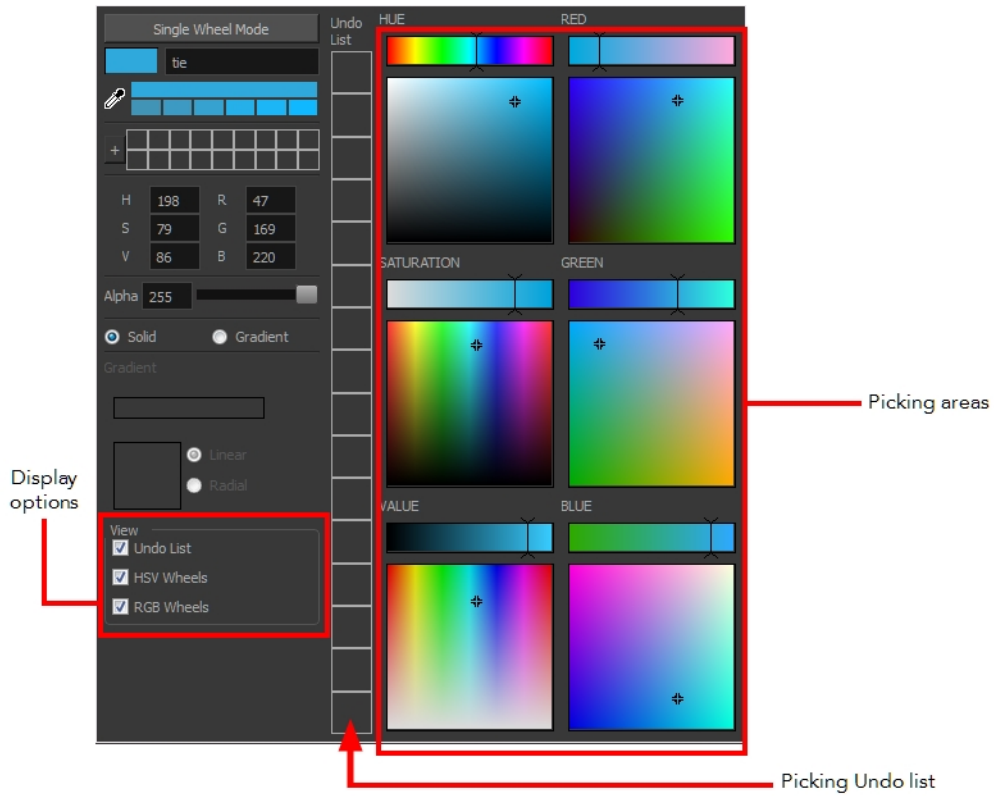 Single Wheel Mode
tie
+
H 198 R 47
S 79 G 169
V 86 B 220
Alpha 255
Solid Gradient
Gradient
Linear
Radial
View
Undo List
HSV Wheels
RGB Wheels
Undo
List
HUE RED
SATURATION GREEN
VALUE BLUE
Display
options
Picking areas
Picking Undo list